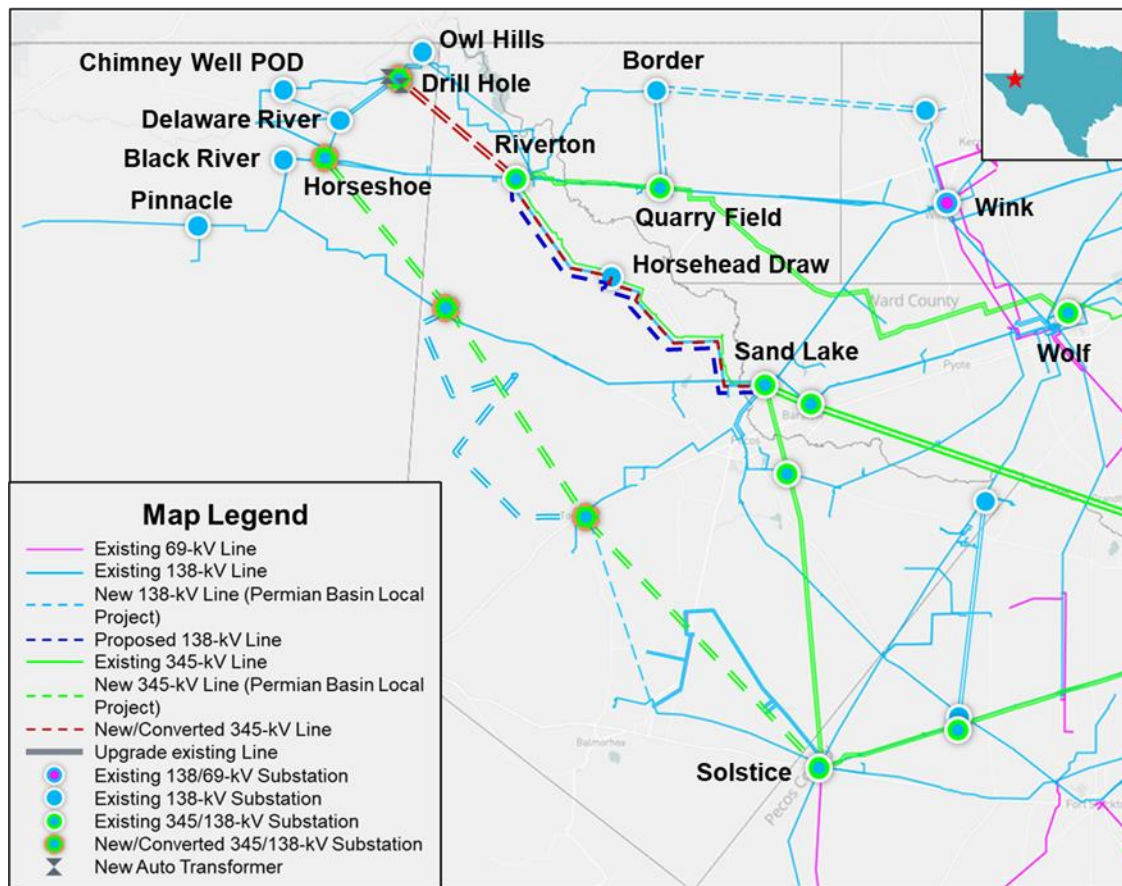 Owl Hills
Chimney Well POD
Border
Drill Hole
Delaware River
Black River
Riverton
Horseshoe
Pinnacle
Quarry Field
Wink
Horsehead Draw
Ward County
Sand Lake
Wolf
Pyote
Pecos
Map Legend
Existing 69-kV Line
Existing 138-kV Line
New 138-kV Line (Permian Basin Local
Project)
Proposed 138-kV Line
Existing 345-kV Line
New 345-kV Line (Permian Basin Local
Project)
New/Converted 345-kV Line
Upgrade existing Line
Existing 138/69-kV Substation
Existing 138-kV Substation
Existing 345/138-kV Substation
New/Converted 345/138-kV Substation
New Auto Transformer
Balmorhea
Solstice
Pecos Co